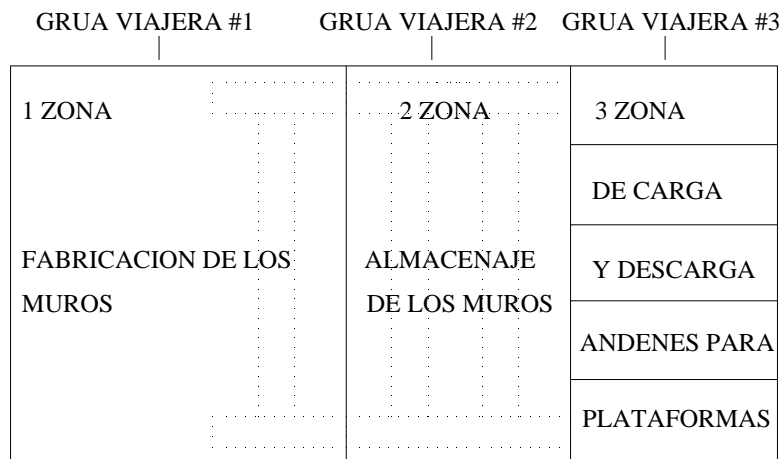 GRUA VIAJERA #1
GRUA VIAJERA #2
GRUA VIAJERA #3
1 ZONA
FABRICACION DE LOS
MUROS
2 ZONA
ALMACENAJE
DE LOS MUROS
3 ZONA
DE CARGA
Y DESCARGA
ANDENES PARA
PLATAFORMAS